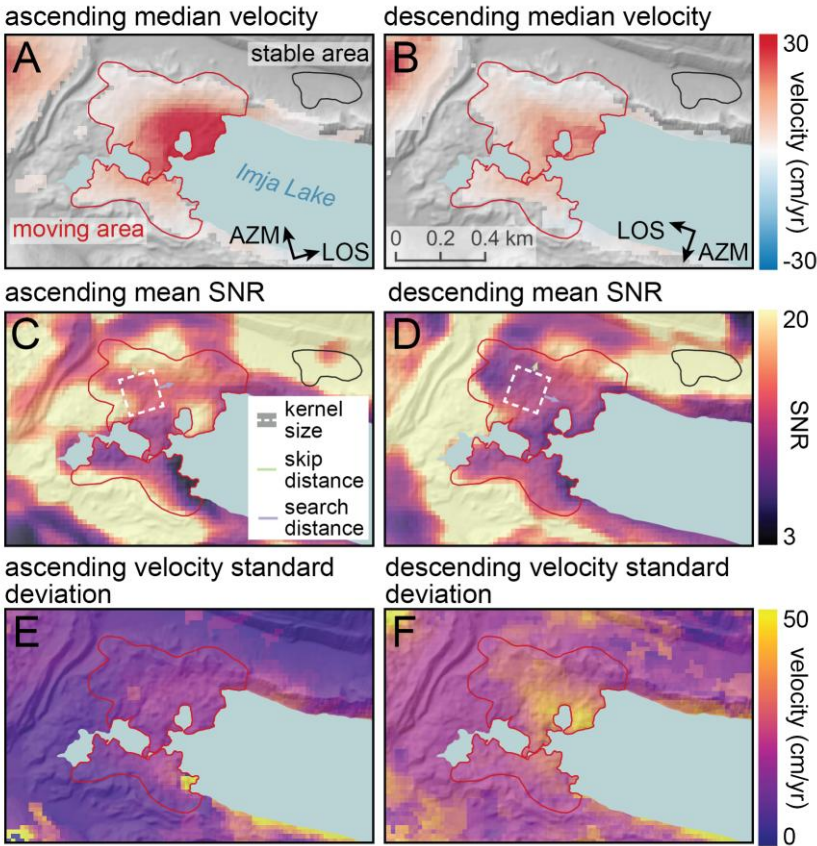 ascending median velocity
descending median velocity
A
stable area
Imja Lake
moving area
AZM
LOS
B
LOS
AZM
0 0.2 0.4 km
30
velocity (cm/yr)
-30
ascending mean SNR
descending mean SNR
C
kernel
size
skip
distance
search
distance
D
20
SNR
3
ascending velocity standard
deviation
descending velocity standard
deviation
E
F
50
velocity (cm/yr)
0